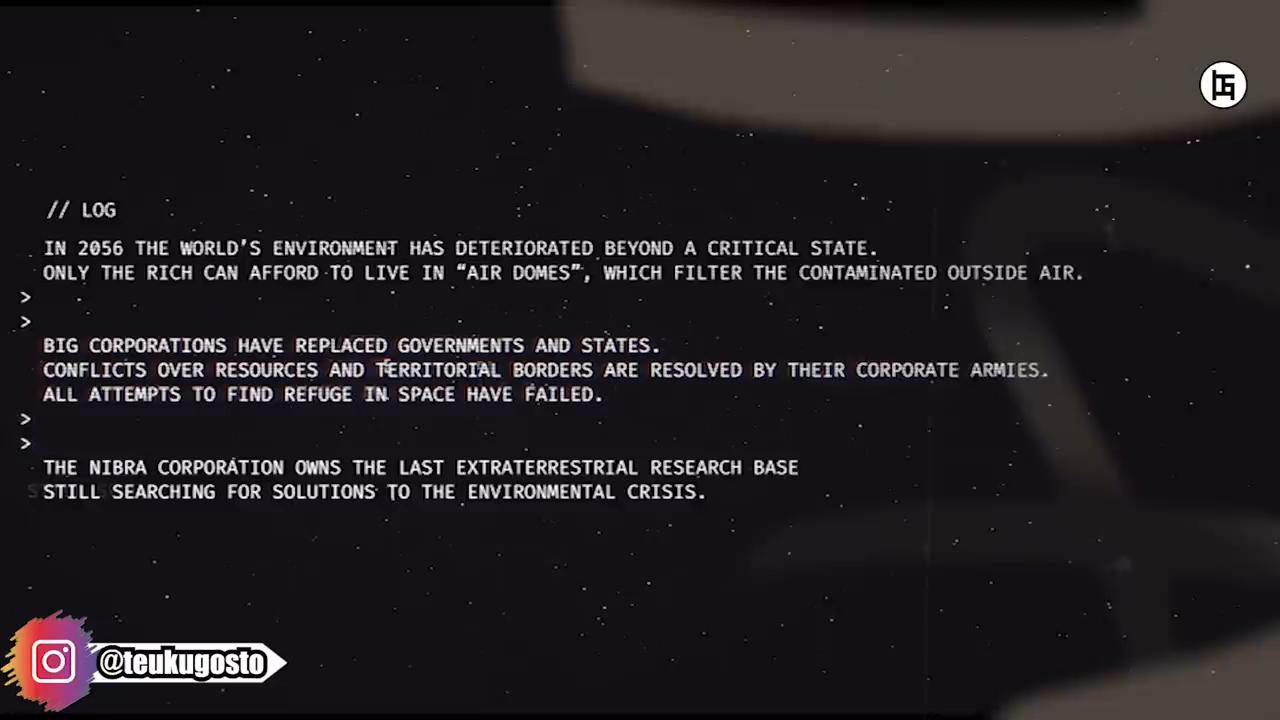 // LOG
IN 2056 THE WORLD'S ENVIRONMENT HAS DETERIORATED BEYOND A CRITICAL STATE.
ONLY THE RICH CAN AFFORD TO LIVE IN “AIR DOMES”, WHICH FILTER THE CONTAMINATED OUTSIDE AIR.
>
>
BIG CORPORATIONS HAVE REPLACED GOVERNMENTS AND STATES.
CONFLICTS OVER RESOURCES AND TERRITORIAL BORDERS ARE RESOLVED BY THEIR CORPORATE ARMIES.
ALL ATTEMPTS TO FIND REFUGE IN SPACE HAVE FAILED.
>
>
THE NIBRA CORPORATION OWNS THE LAST EXTRATERRESTRIAL RESEARCH BASE
STILL SEARCHING FOR SOLUTIONS TO THE ENVIRONMENTAL CRISIS.
@teukugosto